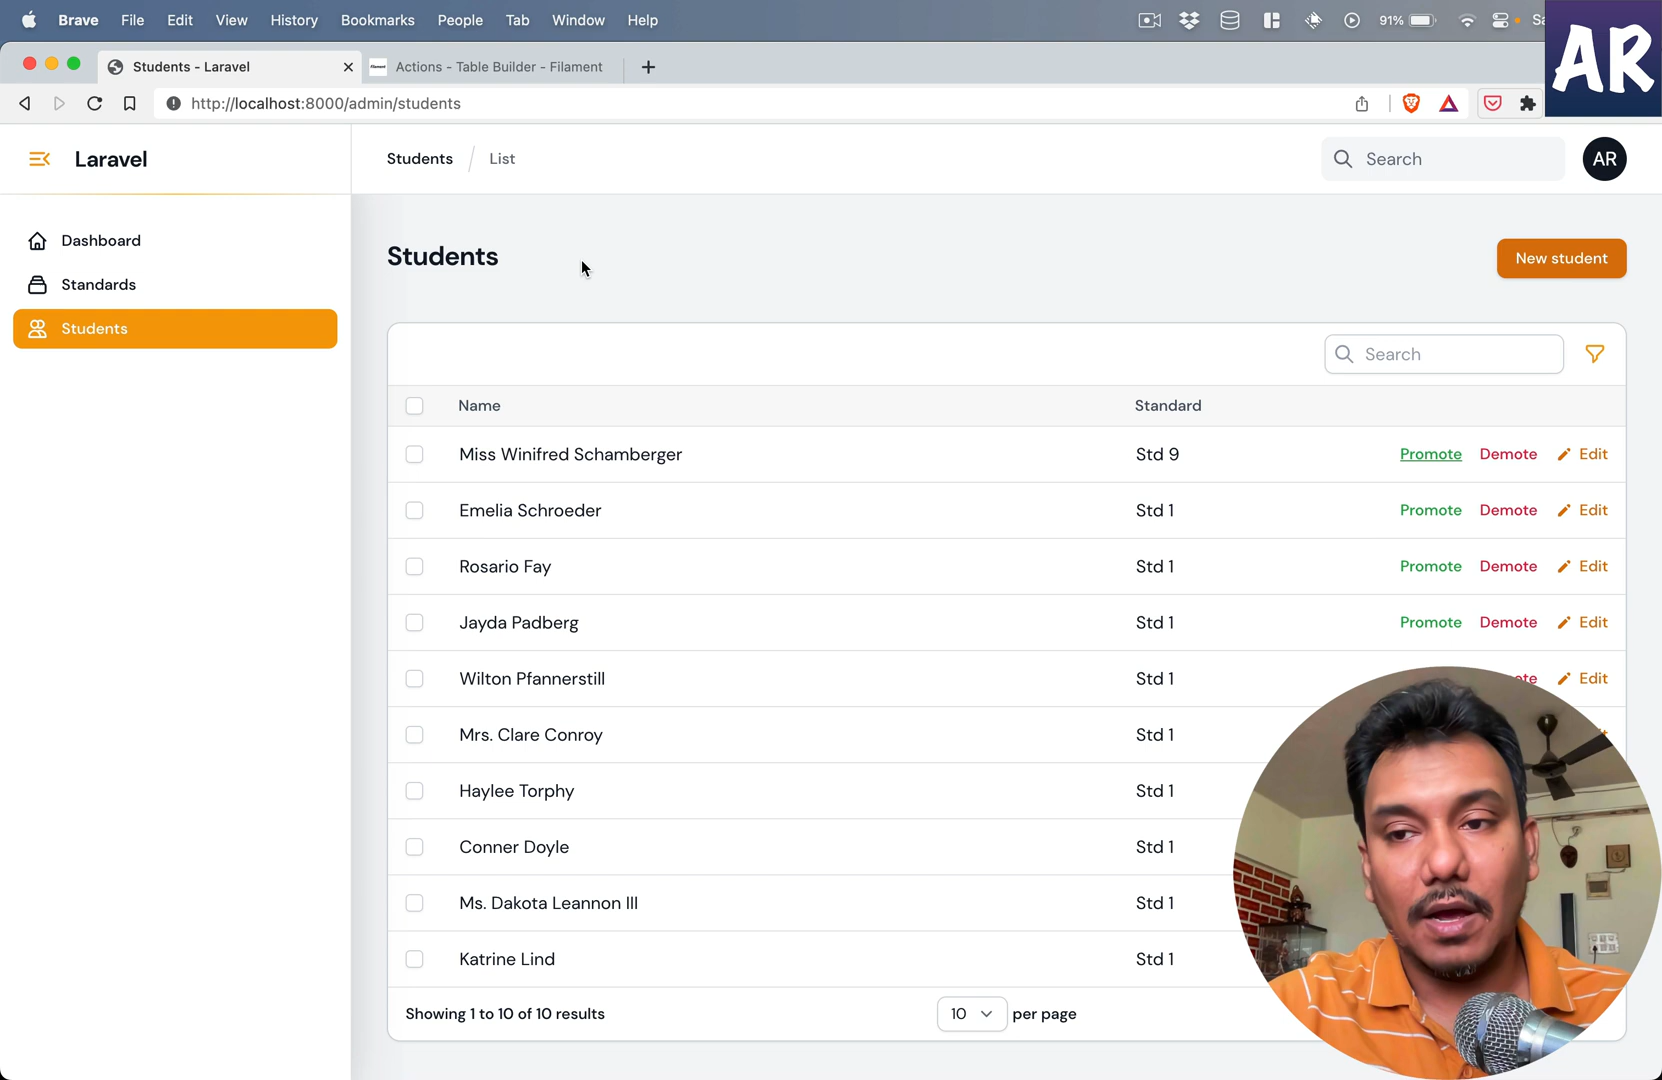 Brave File Edit View History Bookmarks People Tab Window Help 91% Sa
AR
Students - Laravel
Actions - Table Builder - Filament
http://localhost:8000/admin/students
Laravel
Students / List
Search
AR
Dashboard
Standards
Students
Students
New student
Search
Name Standard
Miss Winifred Schamberger Std 9 Promote Demote Edit
Emelia Schroeder Std 1 Promote Demote Edit
Rosario Fay Std 1 Promote Demote Edit
Jayda Padberg Std 1 Promote Demote Edit
Wilton Pfannerstill Std 1 Edit
Mrs. Clare Conroy Std 1
Haylee Torphy Std 1
Conner Doyle Std 1
Ms. Dakota Leannon III Std 1
Katrine Lind Std 1
Showing 1 to 10 of 10 results 10 per page